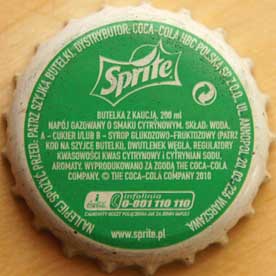 NAJLEPIEJ SPOŻYĆ PRZED: PATRZ SZYJKA BUTELKI. DYSTRYBUTOR: COCA-COLA HBC POLSKA SP. Z O.O. UL. ANNOPOL 20, 03-236 WARSZAWA.
Sprite
BUTELKA Z KAUCJĄ, 200 ml
NAPÓJ GAZOWANY O SMAKU CYTRYNOWYM. SKŁAD: WODA,
A – CUKIER I/LUB B – SYROP GLUKOZOWO-FRUKTOZOWY (PATRZ
KOD NA SZYJCE BUTELKI), DWUTLENEK WĘGLA, REGULATORY
KWASOWOŚCI KWAS CYTRYNOWY I CYTRYNIAN SODU,
AROMATY. WYPRODUKOWANO ZA ZGODĄ THE COCA-COLA
COMPANY. © THE COCA-COLA COMPANY 2010
infolinia
0-801 110 110
www.sprite.pl